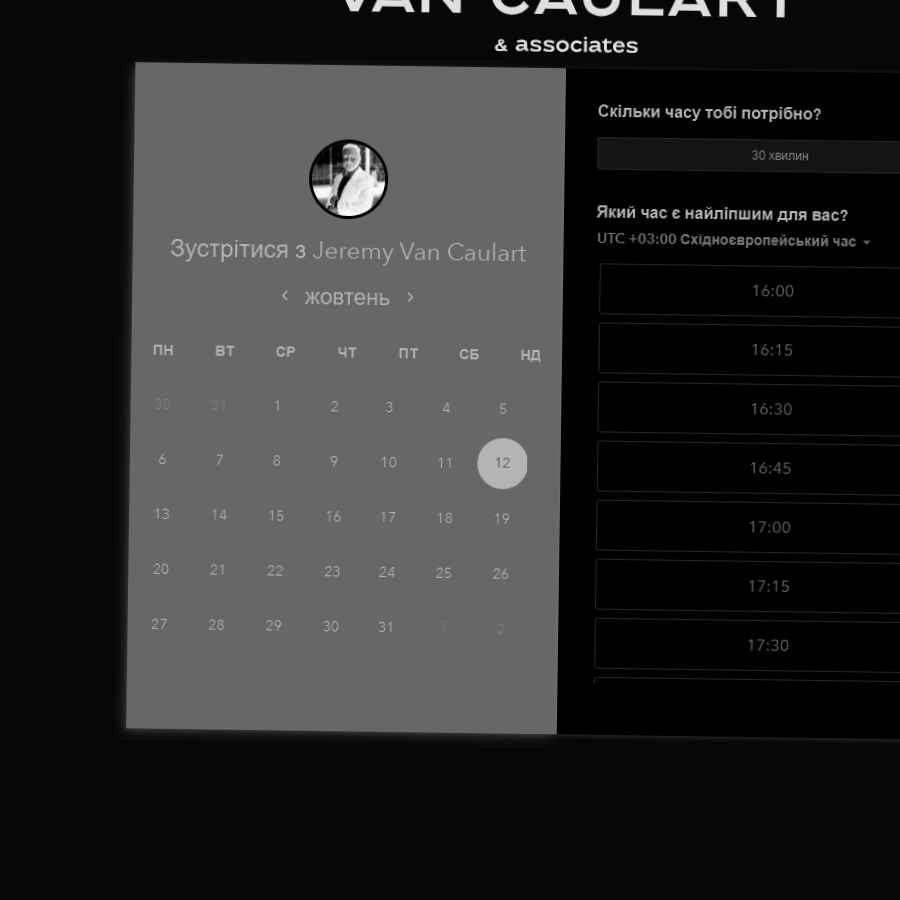 VAN CAULART
& associates
Зустрітися з Jeremy Van Caulart
жовтень
ПН ВТ СР ЧТ ПТ СБ НД
30 31 1 2 3 4 5
6 7 8 9 10 11 12
13 14 15 16 17 18 19
20 21 22 23 24 25 26
27 28 29 30 31 1 2
Скільки часу тобі потрібно?
30 хвилин
Який час є найліпшим для вас?
UTC +03:00 Східноєвропейський час
16:00
16:15
16:30
16:45
17:00
17:15
17:30